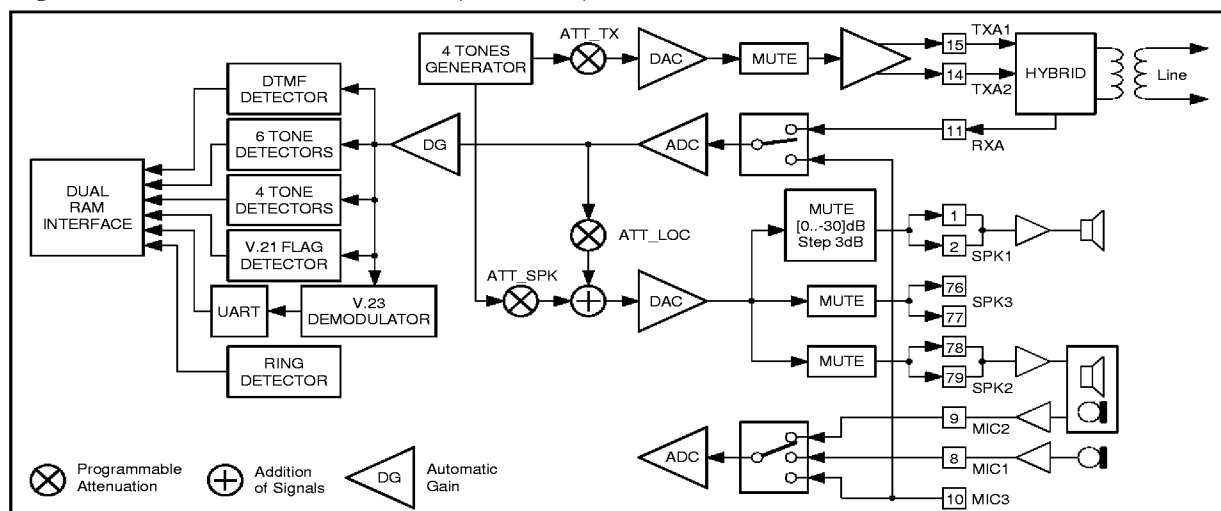 4 TONES
GENERATOR
ATT_TX
DAC
MUTE
15
TXA1
14
TXA2
HYBRID
Line
DTMF
DETECTOR
6 TONE
DETECTORS
4 TONE
DETECTORS
V.21 FLAG
DETECTOR
UART
V.23
DEMODULATOR
RING
DETECTOR
DUAL
RAM
INTERFACE
DG
ADC
11
RXA
ATT_LOC
ATT_SPK
DAC
MUTE
[0..-30]dB
Step 3dB
1
2
SPK1
MUTE
76
SPK3
77
MUTE
78
79
SPK2
ADC
9
MIC2
8
MIC1
10
MIC3
Programmable
Attenuation
Addition
of Signals
DG
Automatic
Gain